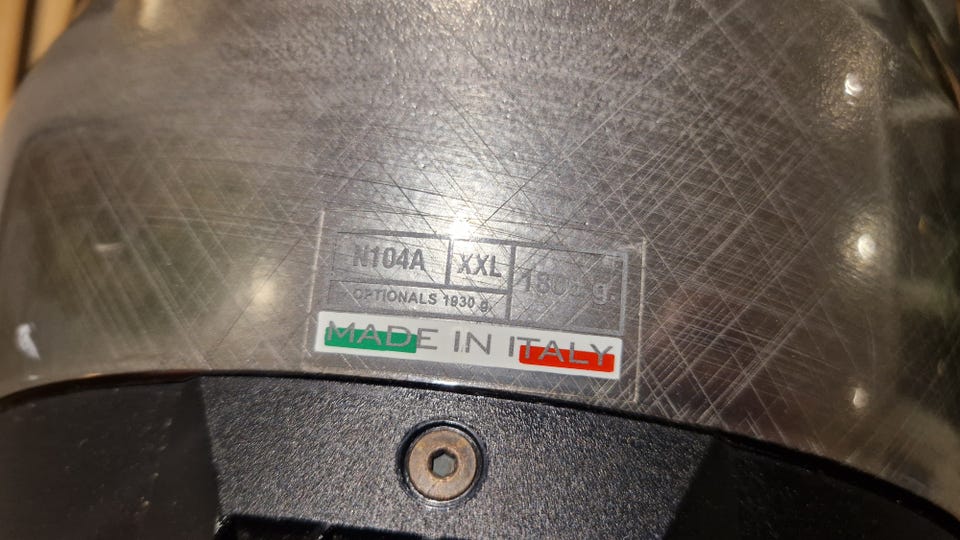 N104A XXL
OPTIONALS 1930 g.
MADE IN ITALY